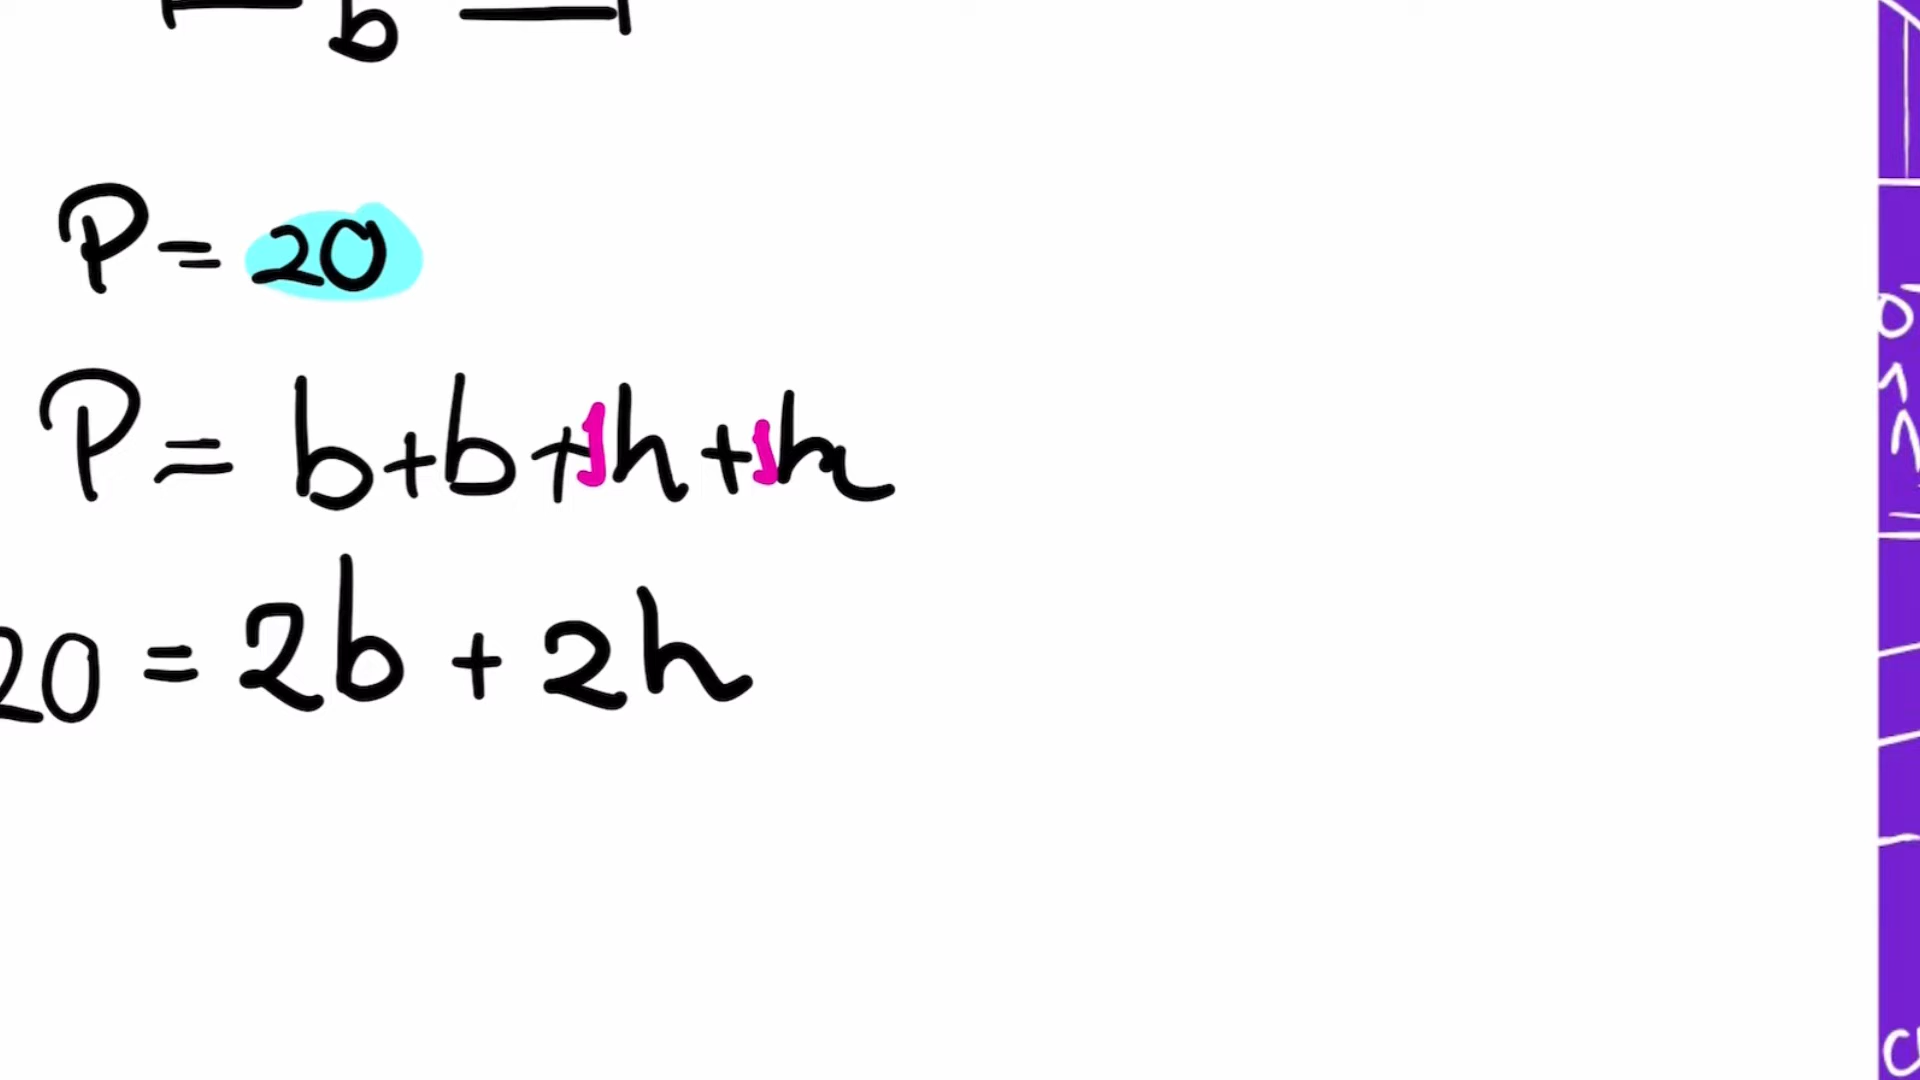 b
P = 20
P = b + b + 1h + 1h
20 = 2b + 2h